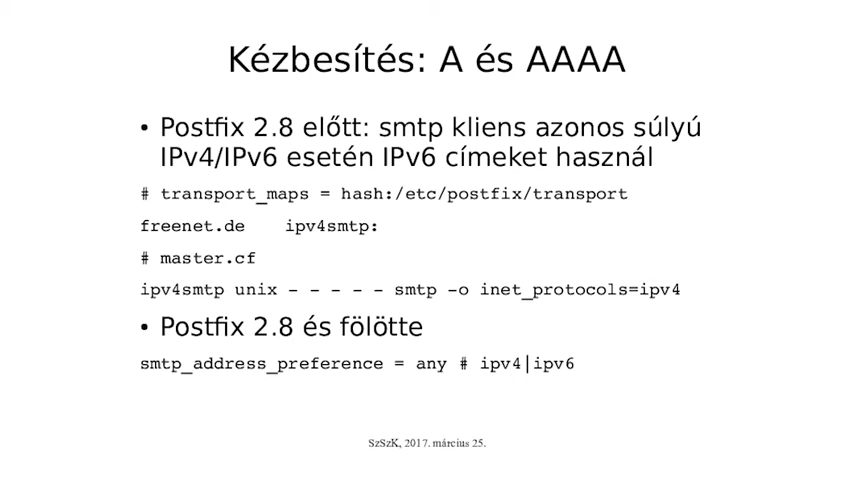 Kézbesítés: A és AAAA
• Postfix 2.8 előtt: smtp kliens azonos súlyú
IPv4/IPv6 esetén IPv6 címeket használ
# transport_maps = hash:/etc/postfix/transport
freenet.de    ipv4smtp:
# master.cf
ipv4smtp unix – – – – – smtp –o inet_protocols=ipv4
• Postfix 2.8 és fölötte
smtp_address_preference = any # ipv4|ipv6
SzSzK, 2017. március 25.